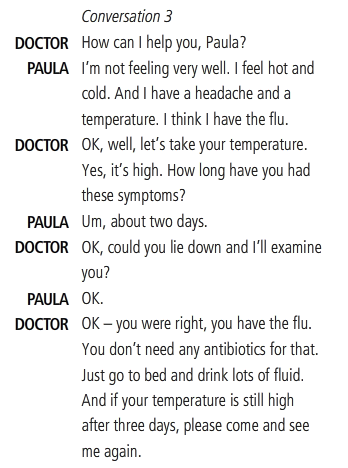 Conversation 3
DOCTOR How can I help you, Paula?
PAULA I'm not feeling very well. I feel hot and
cold. And I have a headache and a
temperature. I think I have the flu.
DOCTOR OK, well, let's take your temperature.
Yes, it's high. How long have you had
these symptoms?
PAULA Um, about two days.
DOCTOR OK, could you lie down and I'll examine
you?
PAULA OK.
DOCTOR OK – you were right, you have the flu.
You don't need any antibiotics for that.
Just go to bed and drink lots of fluid.
And if your temperature is still high
after three days, please come and see
me again.